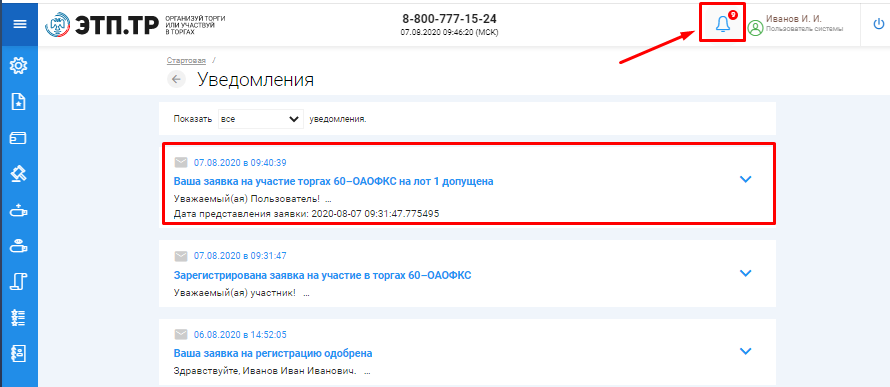 ЭТП.ТР
ОРГАНИЗУЙ ТОРГИ
ИЛИ УЧАСТВУЙ
В ТОРГАХ
8-800-777-15-24
07.08.2020 09:46:20 (МСК)
9
Иванов И. И.
Пользователь системы
Стартовая /
Уведомления
Показать все уведомления.
07.08.2020 в 09:40:39
Ваша заявка на участие торгах 60–ОАОФКС на лот 1 допущена
Уважаемый(ая) Пользователь! ...
Дата представления заявки: 2020-08-07 09:31:47.775495
07.08.2020 в 09:31:47
Зарегистрирована заявка на участие в торгах 60–ОАОФКС
Уважаемый(ая) участник! ...
06.08.2020 в 14:52:05
Ваша заявка на регистрацию одобрена
Здравствуйте, Иванов Иван Иванович. ...